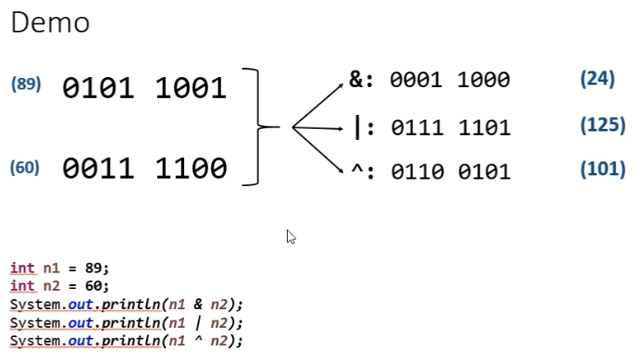 Demo
(89) 0101 1001
&: 0001 1000 (24)
|: 0111 1101 (125)
(60) 0011 1100
^: 0110 0101 (101)
int n1 = 89;
int n2 = 60;
System.out.println(n1 & n2);
System.out.println(n1 | n2);
System.out.println(n1 ^ n2);